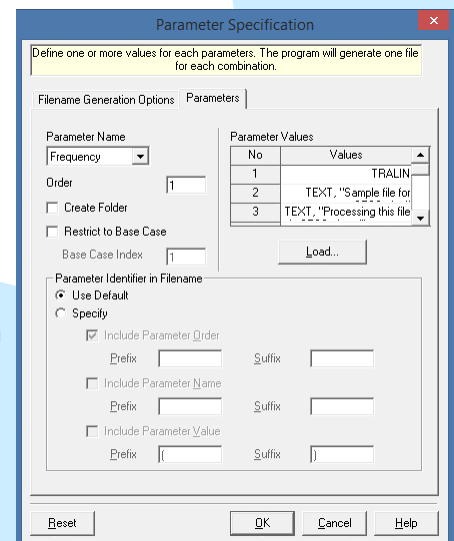 Parameter Specification
Define one or more values for each parameters. The program will generate one file
for each combination.
Filename Generation Options Parameters
Parameter Name
Frequency
Order 1
Create Folder
Restrict to Base Case
Base Case Index 1
Parameter Values
No Values
1 TRALIN
2 TEXT, "Sample file for
3 TEXT, "Processing this file
Load...
Parameter Identifier in Filename
Use Default
Specify
Include Parameter Order
Prefix Suffix
Include Parameter Name
Prefix Suffix
Include Parameter Value
Prefix ( Suffix )
Reset OK Cancel Help